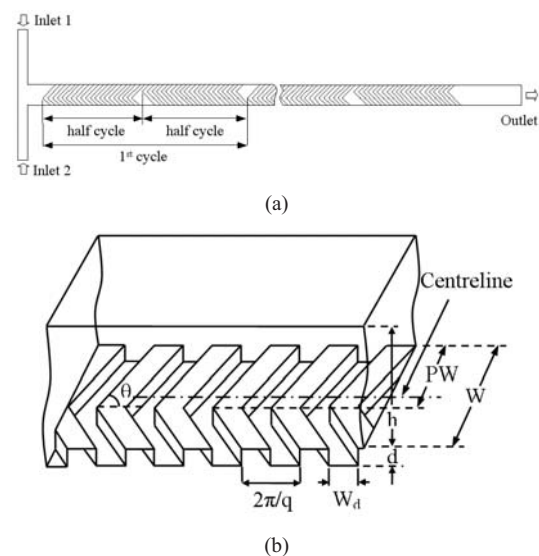 Inlet 1
half cycle
half cycle
1st cycle
Inlet 2
Outlet
(a)
Centreline
θ
PW
W
h
d
2π/q
Wd
(b)